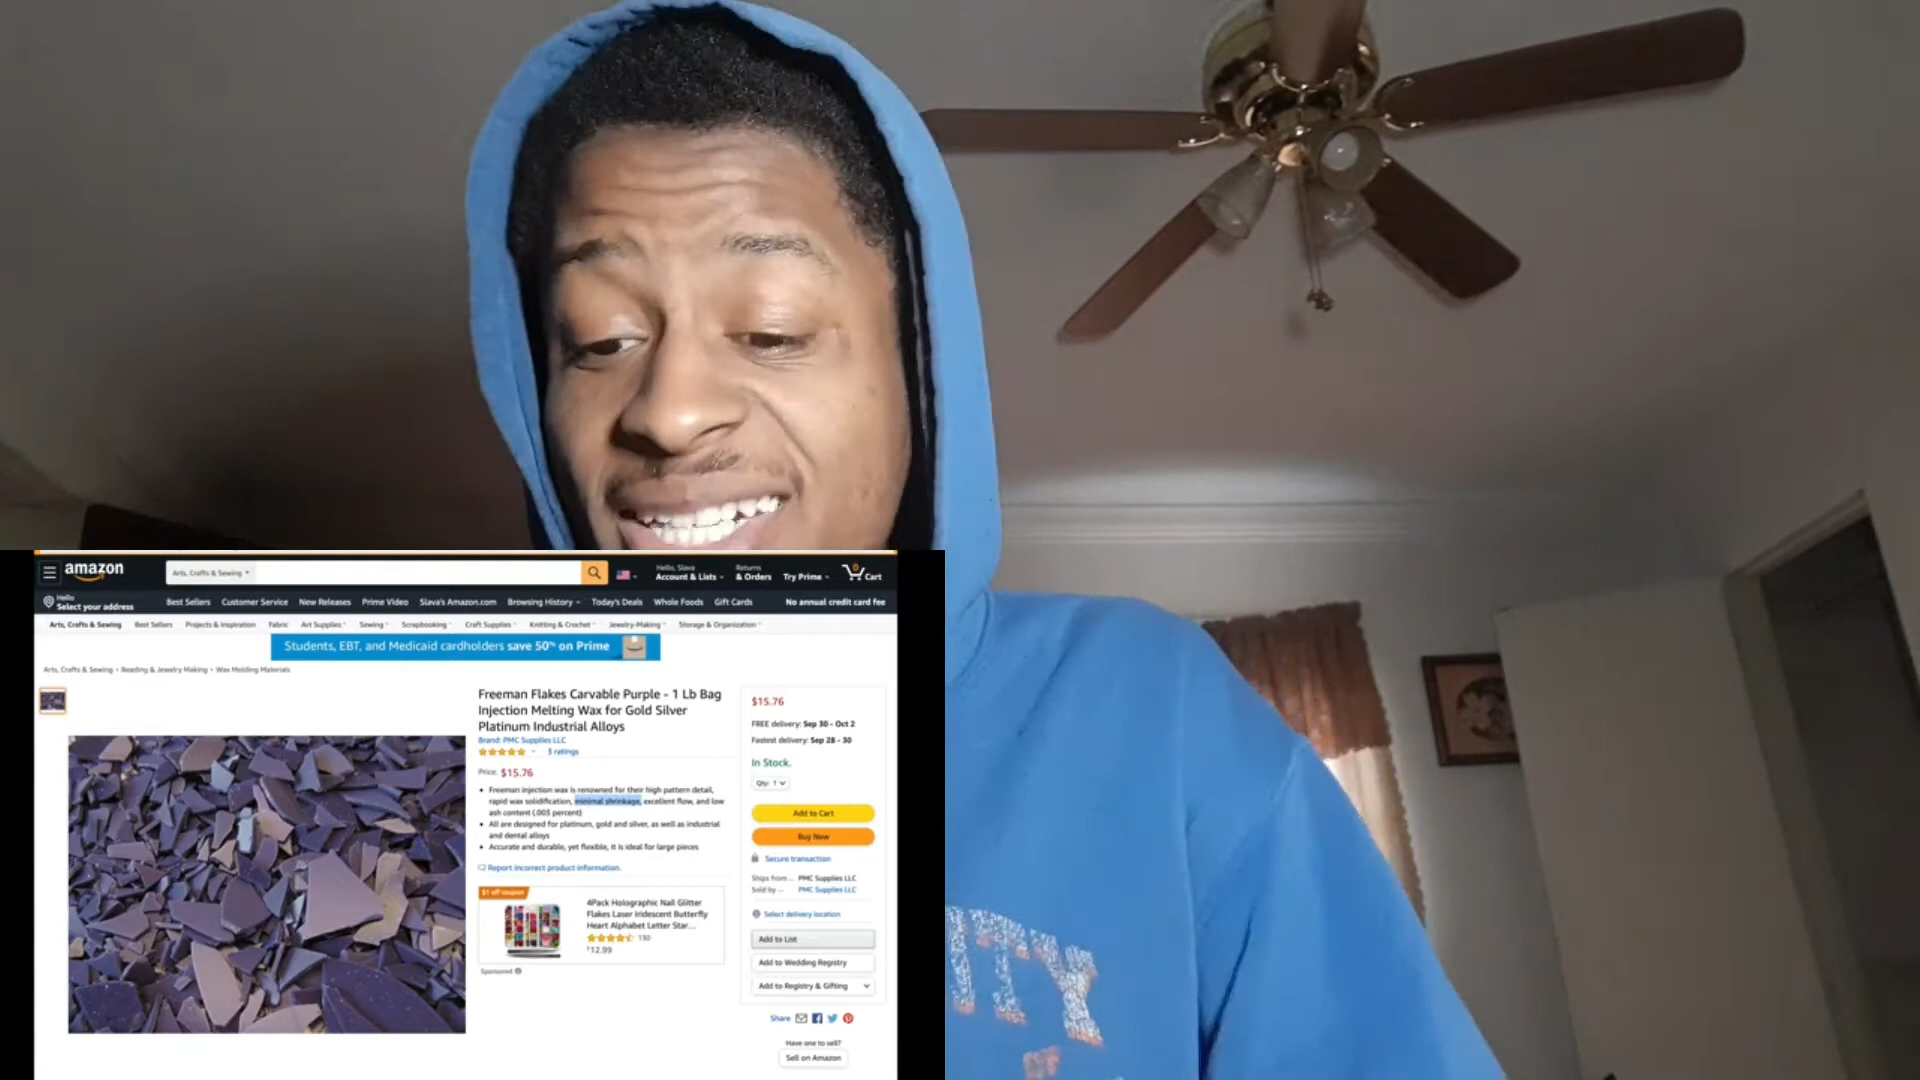 amazon
Arts, Crafts & Sewing
Hello, Slava
Account & Lists
Returns
& Orders
Try Prime
0
Cart
Hello
Select your address
Best Sellers Customer Service New Releases Prime Video Slava's Amazon.com Browsing History Today's Deals Whole Foods Gift Cards
No annual credit card fee
Arts, Crafts & Sewing Best Sellers Projects & Inspiration Fabric Art Supplies Sewing Scrapbooking Craft Supplies Knitting & Crochet Jewelry-Making Storage & Organization
Students, EBT, and Medicaid cardholders save 50% on Prime
Arts, Crafts & Sewing › Beading & Jewelry Making › Wax Molding Materials
Freeman Flakes Carvable Purple - 1 Lb Bag
Injection Melting Wax for Gold Silver
Platinum Industrial Alloys
Brand: PMC Supplies LLC
3 ratings
Price: $15.76
• Freeman injection wax is renowned for their high pattern detail,
rapid wax solidification, minimal shrinkage, excellent flow, and low
ash content (.003 percent)
• All are designed for platinum, gold and silver, as well as industrial
and dental alloys
• Accurate and durable, yet flexible, it is ideal for large pieces
Report incorrect product information.
$1 off coupon
4Pack Holographic Nail Glitter
Flakes Laser Iridescent Butterfly
Heart Alphabet Letter Star...
130
$12.99
Sponsored
$15.76
FREE delivery: Sep 30 - Oct 2
Fastest delivery: Sep 28 - 30
In Stock.
Qty: 1
Add to Cart
Buy Now
Secure transaction
Ships from... PMC Supplies LLC
Sold by ... PMC Supplies LLC
Select delivery location
Add to List
Add to Wedding Registry
Add to Registry & Gifting
Share
Have one to sell?
Sell on Amazon